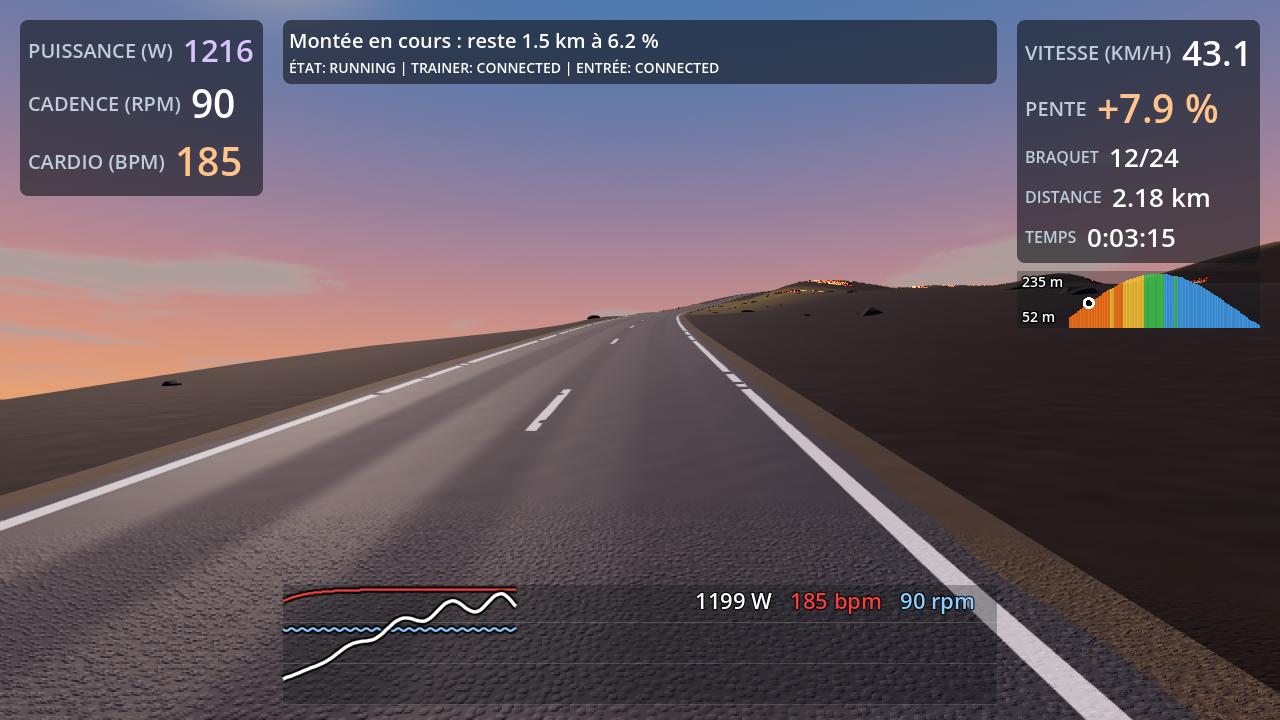 PUISSANCE (W) 1216
CADENCE (RPM) 90
CARDIO (BPM) 185
Montée en cours : reste 1.5 km à 6.2 %
ÉTAT: RUNNING | TRAINER: CONNECTED | ENTRÉE: CONNECTED
VITESSE (KM/H) 43.1
PENTE +7.9 %
BRAQUET 12/24
DISTANCE 2.18 km
TEMPS 0:03:15
235 m
52 m
1199 W 185 bpm 90 rpm